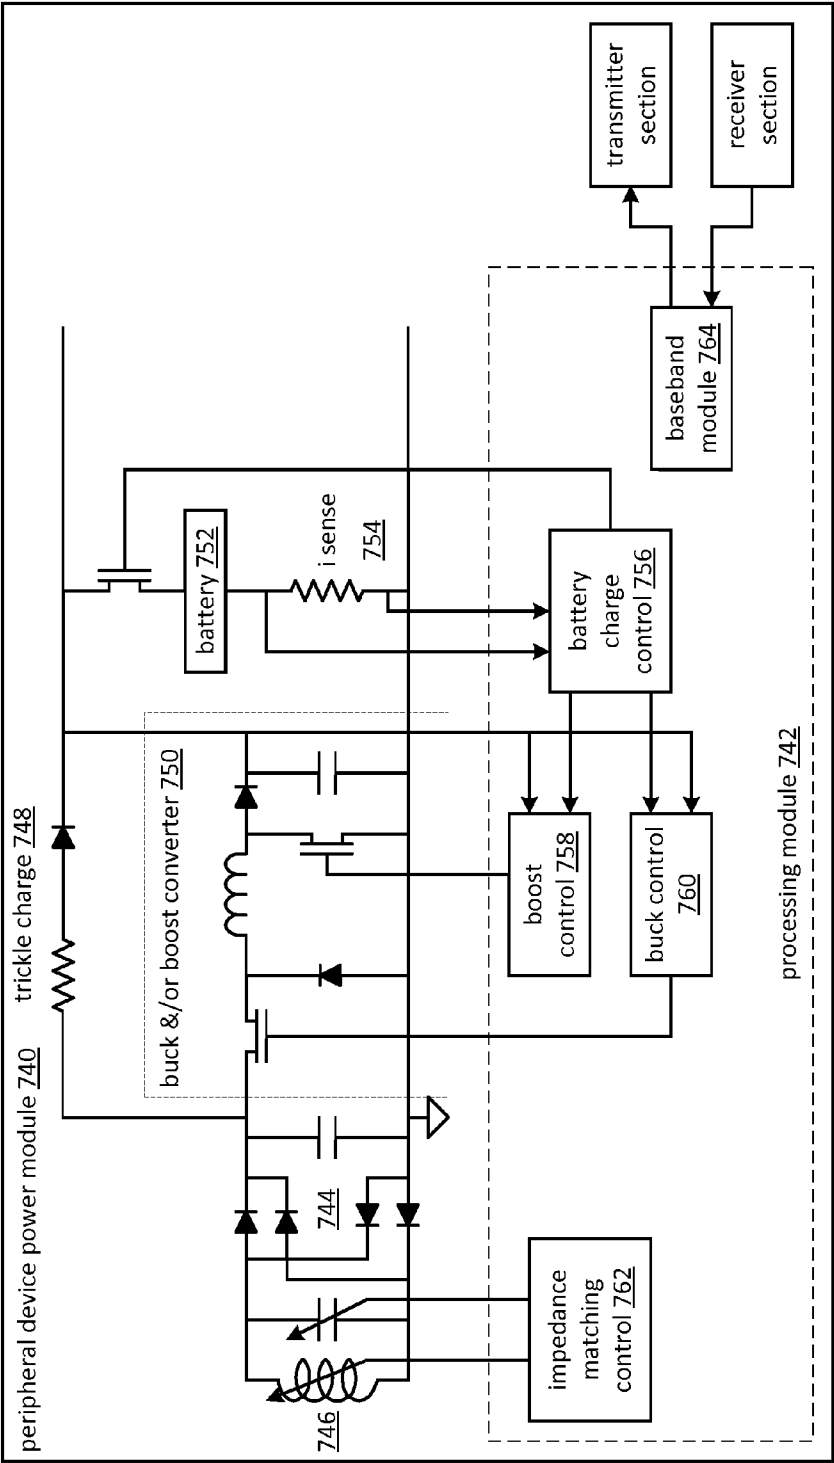 peripheral device power module 740
trickle charge 748
buck &/or boost converter 750
battery 752
i sense
754
746
744
impedance
matching
control 762
boost
control 758
buck control
760
battery
charge
control 756
baseband
module 764
transmitter
section
receiver
section
processing module 742